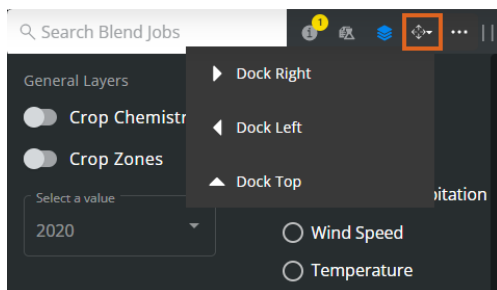 Search Blend Jobs
1
General Layers
Dock Right
Crop Chemistr
Dock Left
Crop Zones
Dock Top
Select a value
2020
pitation
Wind Speed
Temperature